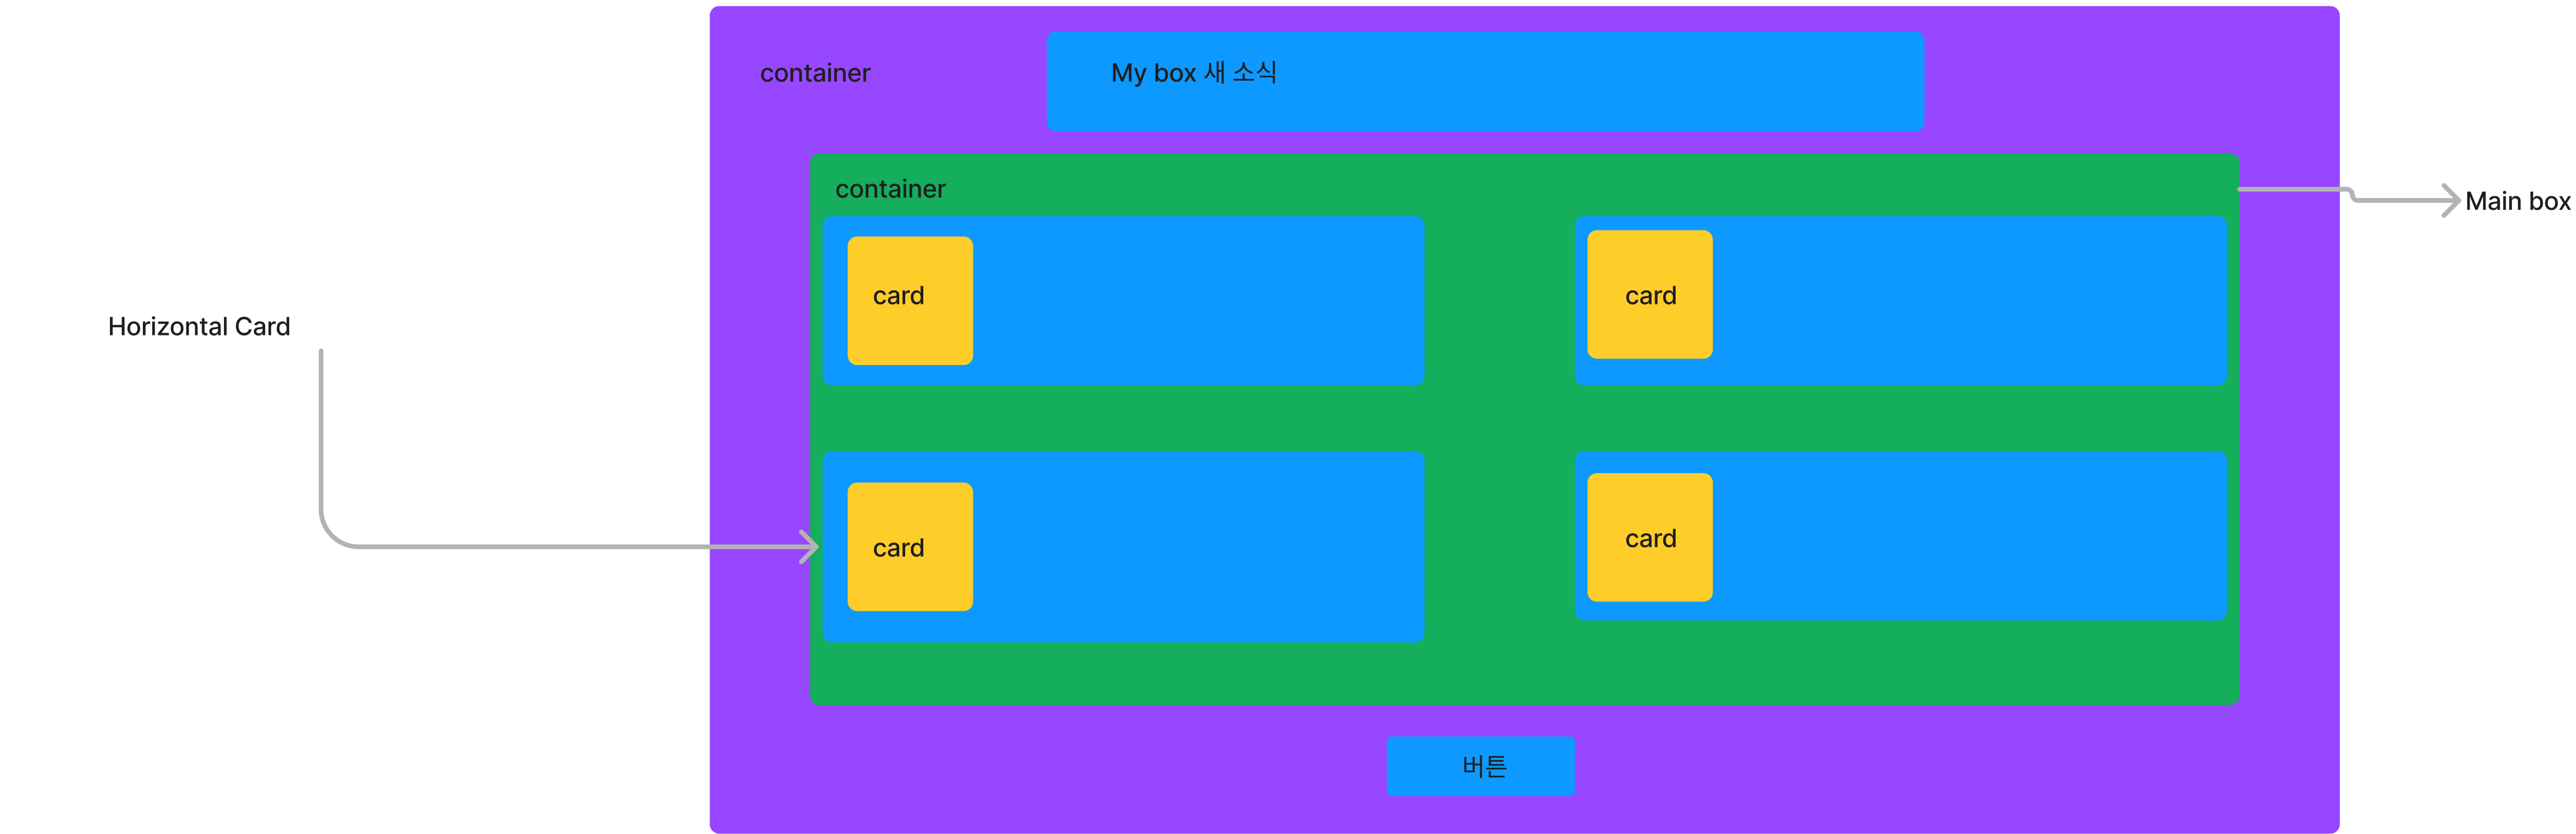 container
My box 새 소식
container
Main box
card
card
Horizontal Card
card
card
버튼